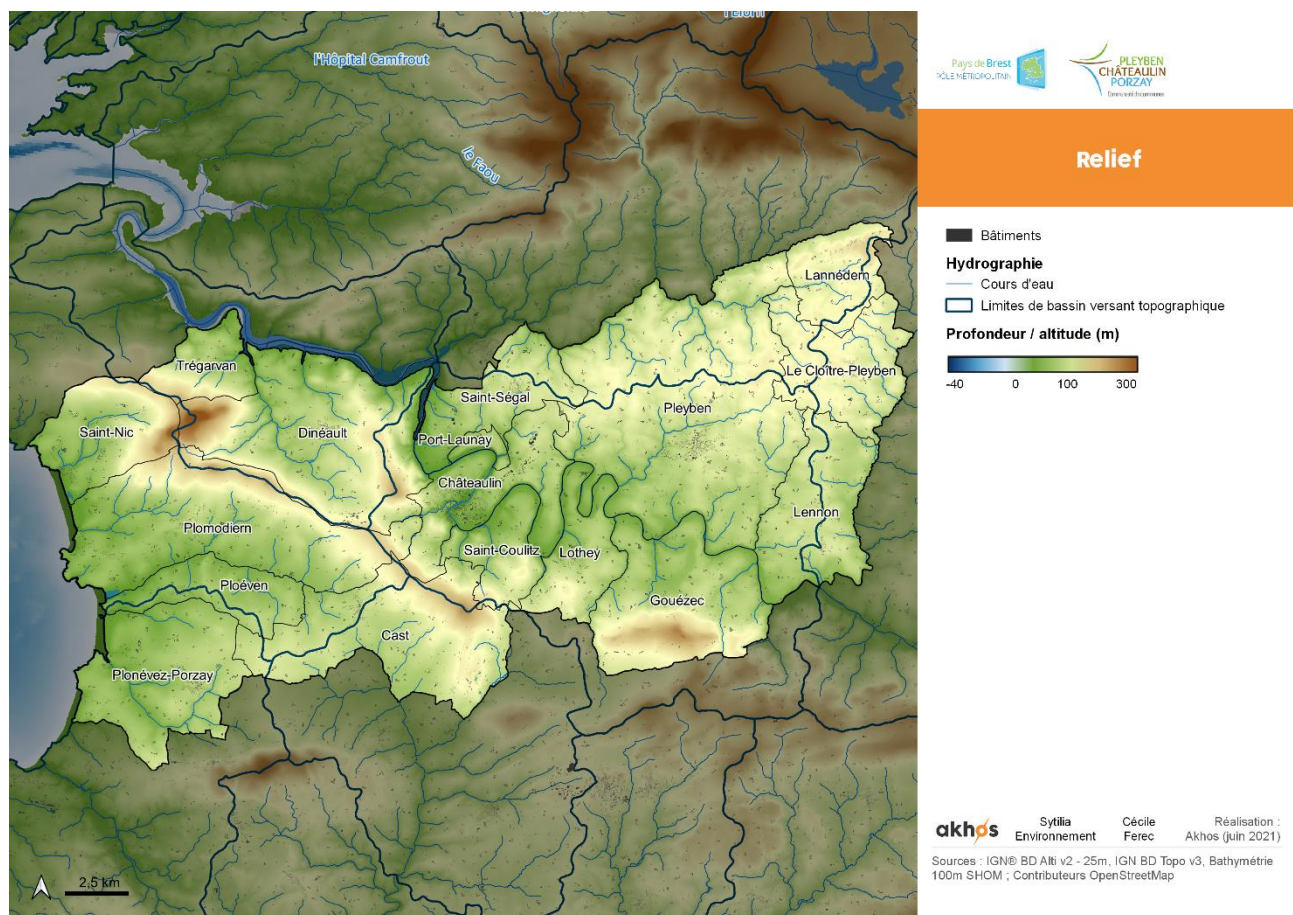 l'Hôpital Camfrout
le Faou
Lannédern
Trégarvan
Le Cloître-Pleyben
Saint-Ségal
Pleyben
Saint-Nic
Dinéault
Port-Launay
Châteaulin
Plomodiern
Lennon
Saint-Coulitz
Lothey
Ploéven
Gouézec
Cast
Plonévez-Porzay
2,5 km
Pays de Brest
PÔLE MÉTROPOLITAIN
PLEYBEN
CHÂTEAULIN
PORZAY
Communauté de communes
Relief
Bâtiments
Hydrographie
Cours d'eau
Limites de bassin versant topographique
Profondeur / altitude (m)
-40 0 100 300
akhos
Sytilia
Environnement
Cécile
Ferec
Réalisation :
Akhos (juin 2021)
Sources : IGN® BD Alti v2 - 25m, IGN BD Topo v3, Bathymétrie
100m SHOM ; Contributeurs OpenStreetMap